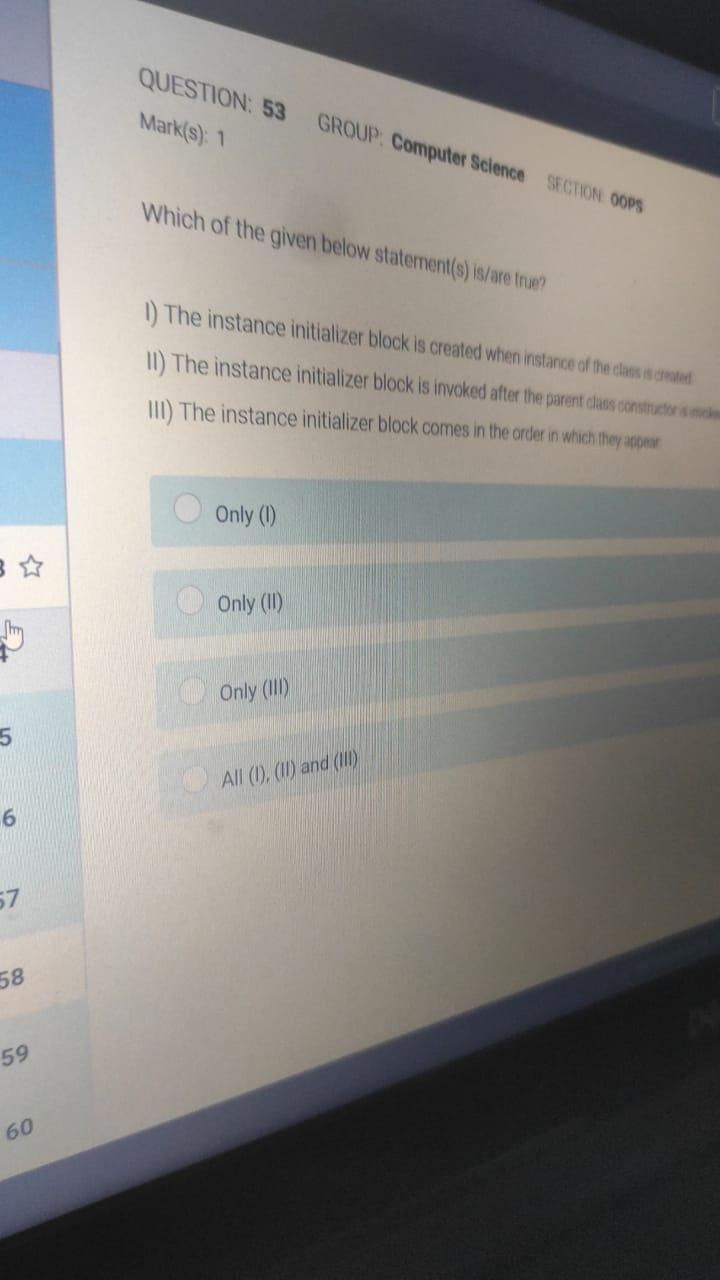 QUESTION: 53 GROUP: Computer Science SECTION: OOPS
Mark(s): 1
Which of the given below statement(s) is/are true?
I) The instance initializer block is created when instance of the class is created
II) The instance initializer block is invoked after the parent class constructor is
III) The instance initializer block comes in the order in which they appear
Only (I)
Only (II)
Only (III)
All (I), (II) and (III)
5
6
57
58
59
60